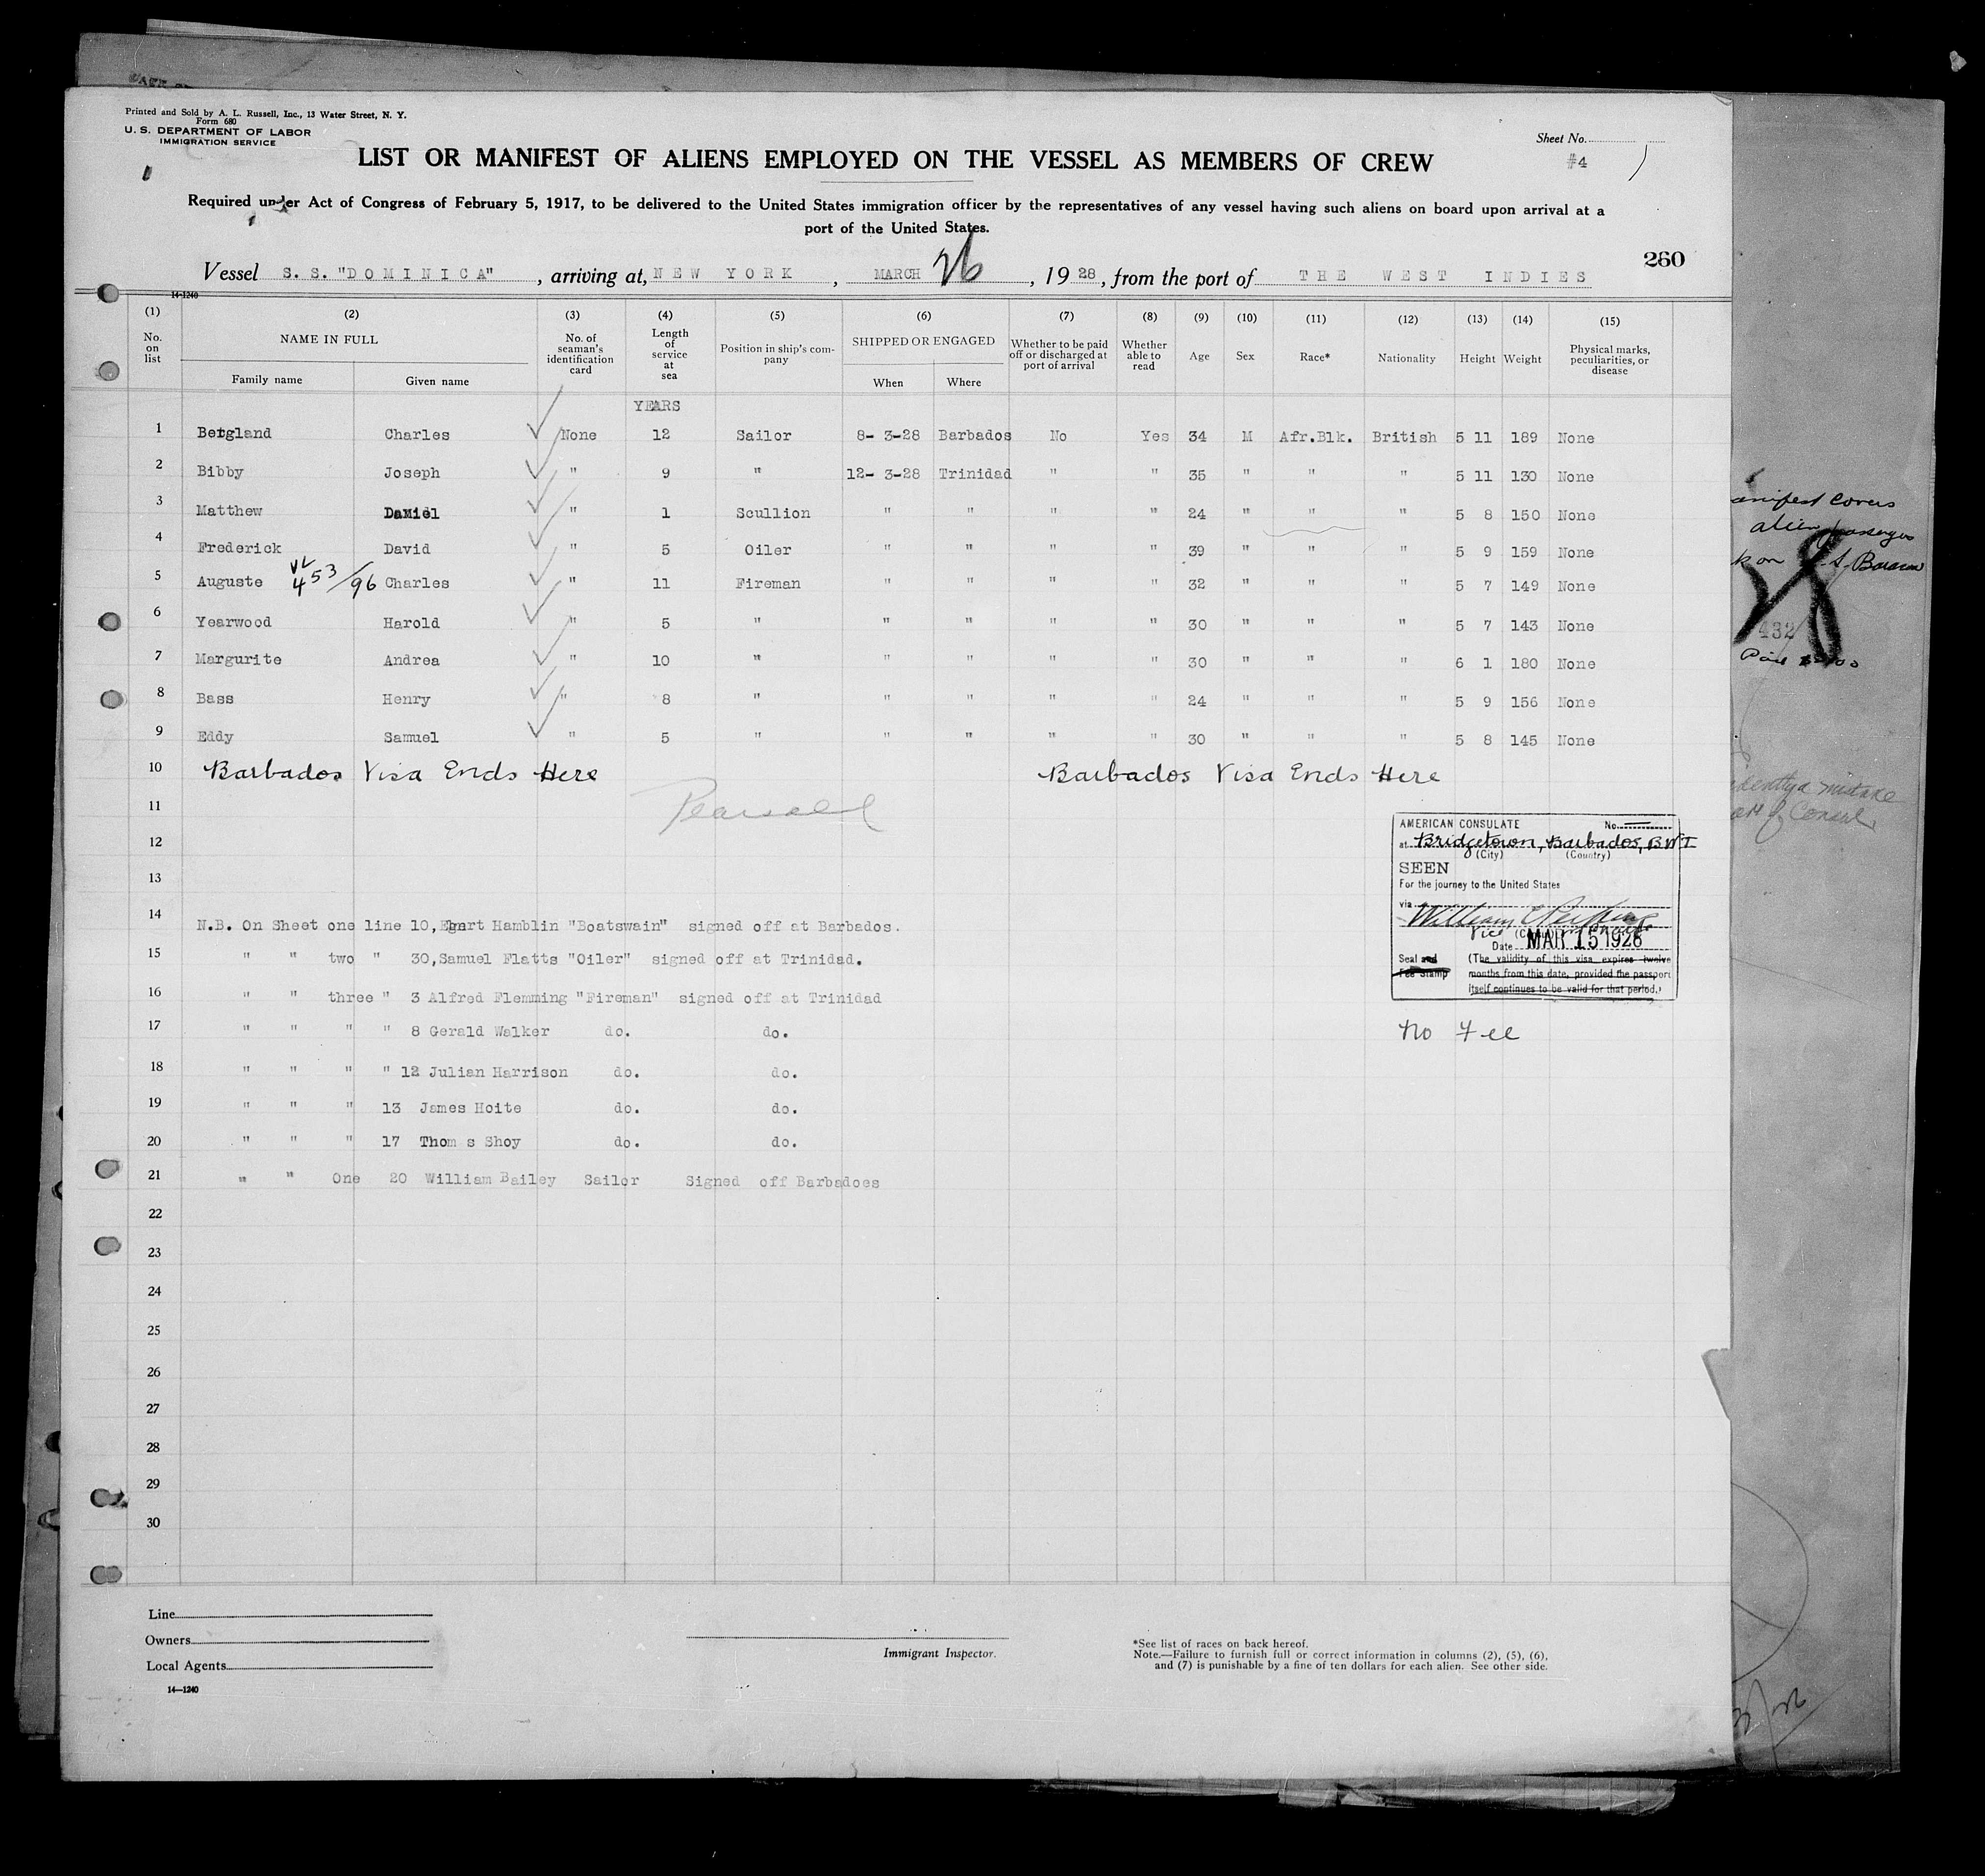 Printed and Sold by A. L. Russell, Inc., 13 Water Street, N. Y.
Form 680
U. S. DEPARTMENT OF LABOR
IMMIGRATION SERVICE
Sheet No.
#4
LIST OR MANIFEST OF ALIENS EMPLOYED ON THE VESSEL AS MEMBERS OF CREW
Required under Act of Congress of February 5, 1917, to be delivered to the United States immigration officer by the representatives of any vessel having such aliens on board upon arrival at a
port of the United States.
260
Vessel S. S. "DOMINICA", arriving at, NEW YORK, MARCH 26, 1928, from the port of THE WEST INDIES
14-1240
(1) (2) (3) (4) (5) (6) (7) (8) (9) (10) (11) (12) (13) (14) (15)
No. on list NAME IN FULL Family name Given name No. of seaman's identification card Length of service at sea Position in ship's company SHIPPED OR ENGAGED When Where Whether to be paid off or discharged at port of arrival Whether able to read Age Sex Race* Nationality Height Weight Physical marks, peculiarities, or disease
YEARS
1 Bergland Charles None 12 Sailor 8- 3-28 Barbados No Yes 34 M Afr.Blk. British 5 11 189 None
2 Bibby Joseph " 9 " 12- 3-28 Trinidad " " 35 " " " 5 11 130 None
3 Matthew Daniel " 1 Scullion " " " " 24 " " " 5 8 150 None
4 Frederick David " 5 Oiler " " " " 39 " " " 5 9 159 None
5 Auguste 453/96 Charles " 11 Fireman " " " " 32 " " " 5 7 149 None
6 Yearwood Harold " 5 " " " " " 30 " " " 5 7 143 None
7 Margurite Andrea " 10 " " " " " 30 " " " 6 1 180 None
8 Bass Henry " 8 " " " " " 24 " " " 5 9 156 None
9 Eddy Samuel " 5 " " " " " 30 " " " 5 8 145 None
10 Barbados Visa Ends Here Barbados Visa Ends Here
11
12
13
AMERICAN CONSULATE No.
at Bridgetown, Barbados, BWI
(City) (Country)
SEEN
For the journey to the United States
via
William
Vice
Date MAR 15 1928
Seal and Fee Stamp
(The validity of this visa expires twelve
months from this date, provided the passport
itself continues to be valid for that period.)
No Fee
14 N.B. On Sheet one line 10, Hamblin "Boatswain" signed off at Barbados.
15 " " two " 30, Samuel Flatts "Oiler" signed off at Trinidad.
16 " " three " 3 Alfred Flemming "Fireman" signed off at Trinidad
17 " " " " 8 Gerald Walker do. do.
18 " " " " 12 Julian Harrison do. do.
19 " " " 13 James Hoite do. do.
20 " " " 17 Thom s Shoy do. do.
21 " " One 20 William Bailey Sailor Signed off Barbadoes
22
23
24
25
26
27
28
29
30
Line
Owners
Local Agents
14—1240
Immigrant Inspector.
*See list of races on back hereof.
Note.—Failure to furnish full or correct information in columns (2), (5), (6),
and (7) is punishable by a fine of ten dollars for each alien. See other side.
anifest covers
alien passenger
432
mistake
of Consul